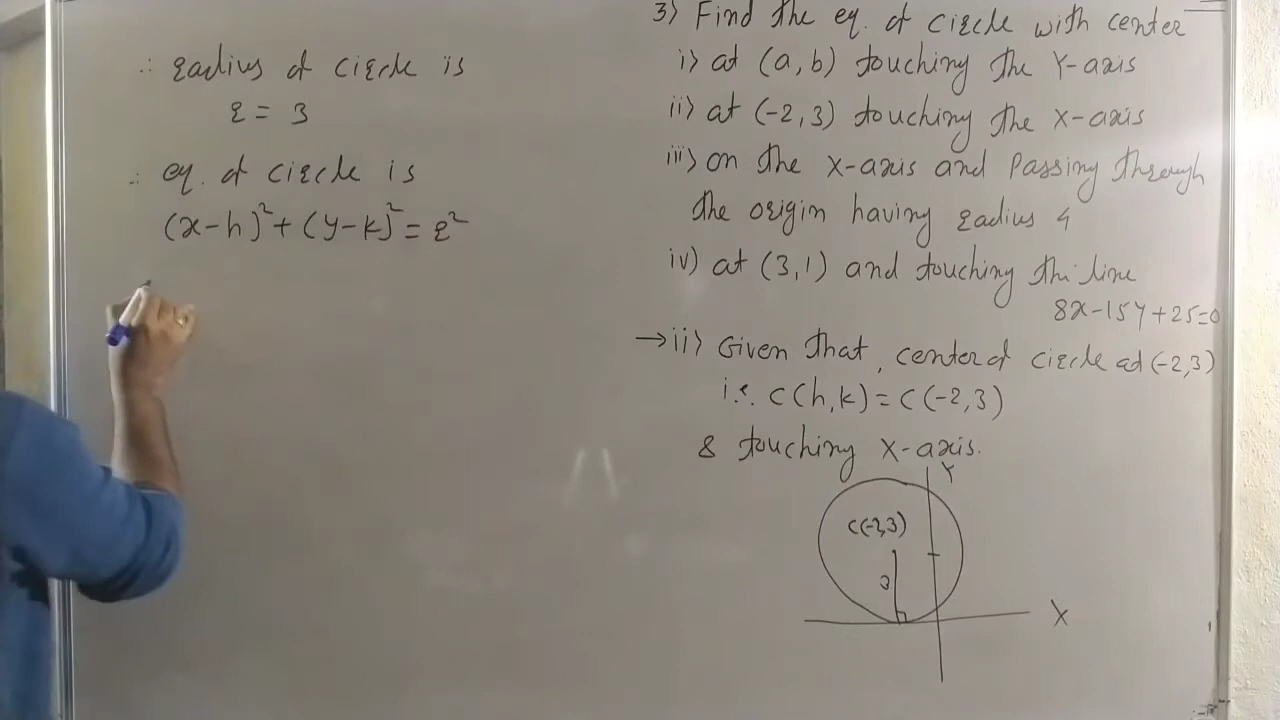 ∴ radius of circle is
r = 3
∴ eq. of circle is
(x-h)² + (y-k)² = r²
3) Find the eq. of circle with center
i) at (a,b) touching the Y-axis
ii) at (-2,3) touching the X-axis
iii) on the X-axis and Passing through
the origin having radius 4
iv) at (3,1) and touching the line
8x-15y+25=0
→ii) Given that, center of circle at (-2,3)
i.e. C(h,k) = C(-2,3)
& touching X-axis.
Y
C(-2,3)
3
X